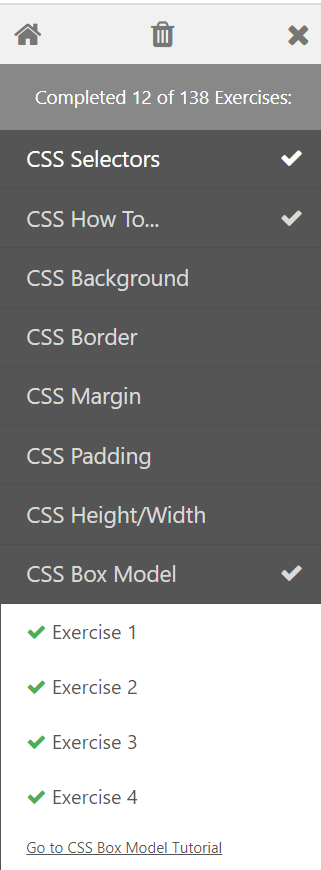 Completed 12 of 138 Exercises:
CSS Selectors
CSS How To...
CSS Background
CSS Border
CSS Margin
CSS Padding
CSS Height/Width
CSS Box Model
Exercise 1
Exercise 2
Exercise 3
Exercise 4
Go to CSS Box Model Tutorial